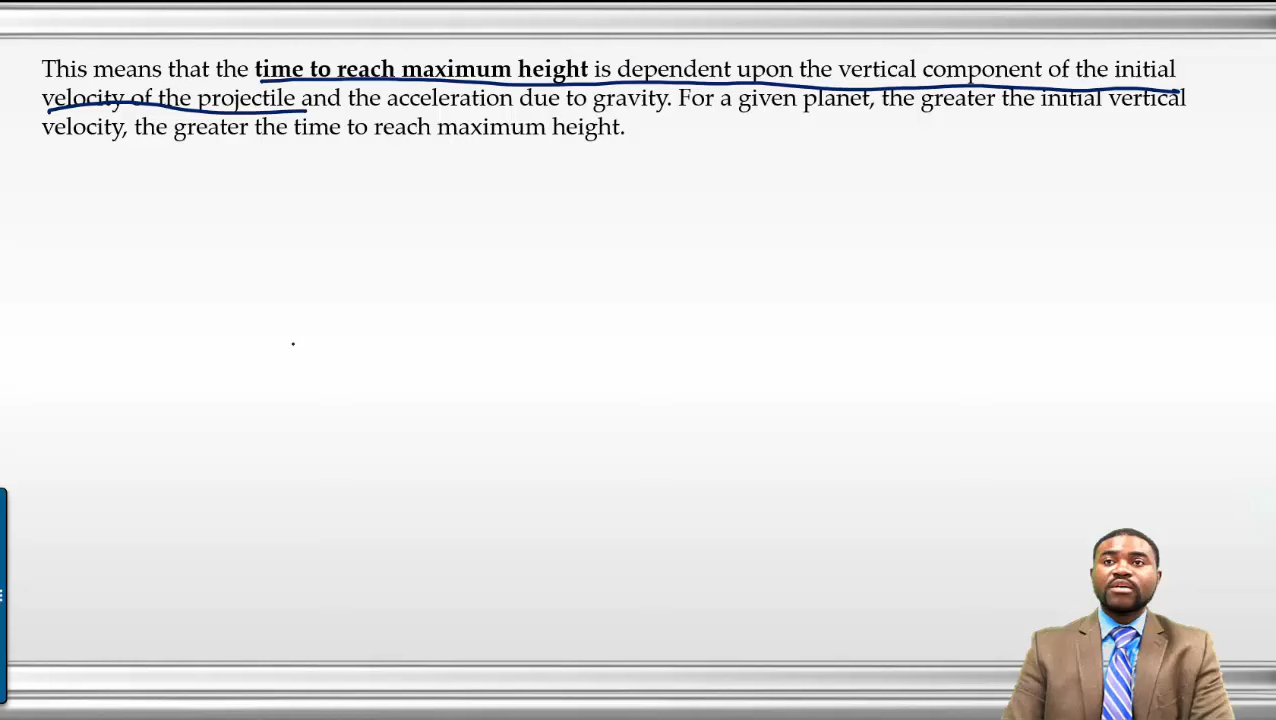 This means that the time to reach maximum height is dependent upon the vertical component of the initial
velocity of the projectile and the acceleration due to gravity. For a given planet, the greater the initial vertical
velocity, the greater the time to reach maximum height.